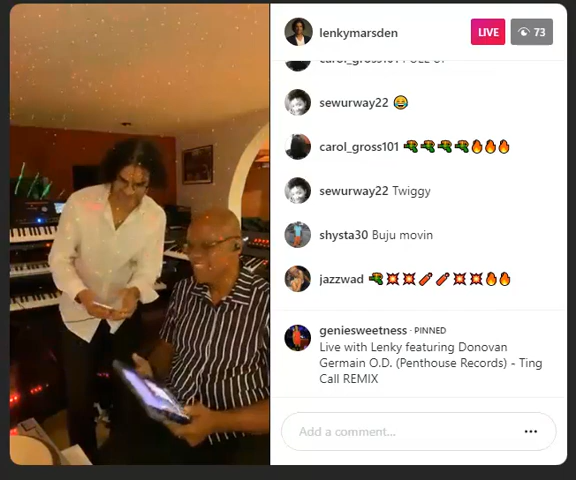 lenkymarsden
LIVE
73
sewurway22 😂
carol_gross101 🔫🔫🔫🔫🔥🔥🔥
sewurway22 Twiggy
shysta30 Buju movin
jazzwad 🔫💥💥🧨🧨💥💥🔥🔥
geniesweetness · PINNED
Live with Lenky featuring Donovan
Germain O.D. (Penthouse Records) - Ting
Call REMIX
Add a comment...